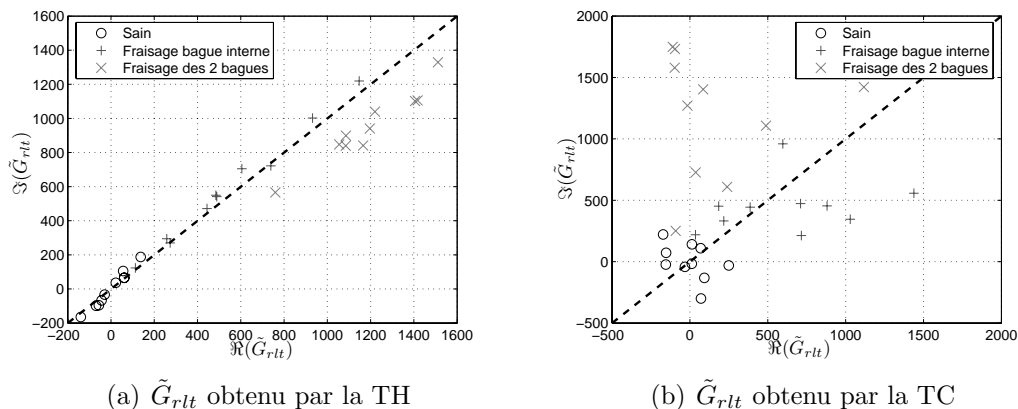 1600
1400
1200
1000
800
600
400
200
0
−200
ℑ(G̃rlt)
Sain
Fraisage bague interne
Fraisage des 2 bagues
−200 0 200 400 600 800 1000 1200 1400 1600
ℜ(G̃rlt)
(a) G̃rlt obtenu par la TH
2000
1500
1000
500
0
−500
ℑ(G̃rlt)
Sain
Fraisage bague interne
Fraisage des 2 bagues
−500 0 500 1000 1500 2000
ℜ(G̃rlt)
(b) G̃rlt obtenu par la TC